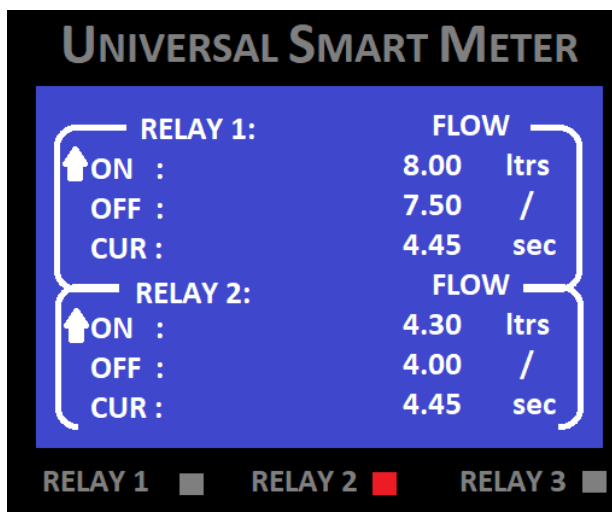 UNIVERSAL SMART METER
RELAY 1: FLOW
ON : 8.00 ltrs
OFF : 7.50 /
CUR : 4.45 sec
RELAY 2: FLOW
ON : 4.30 ltrs
OFF : 4.00 /
CUR : 4.45 sec
RELAY 1 RELAY 2 RELAY 3